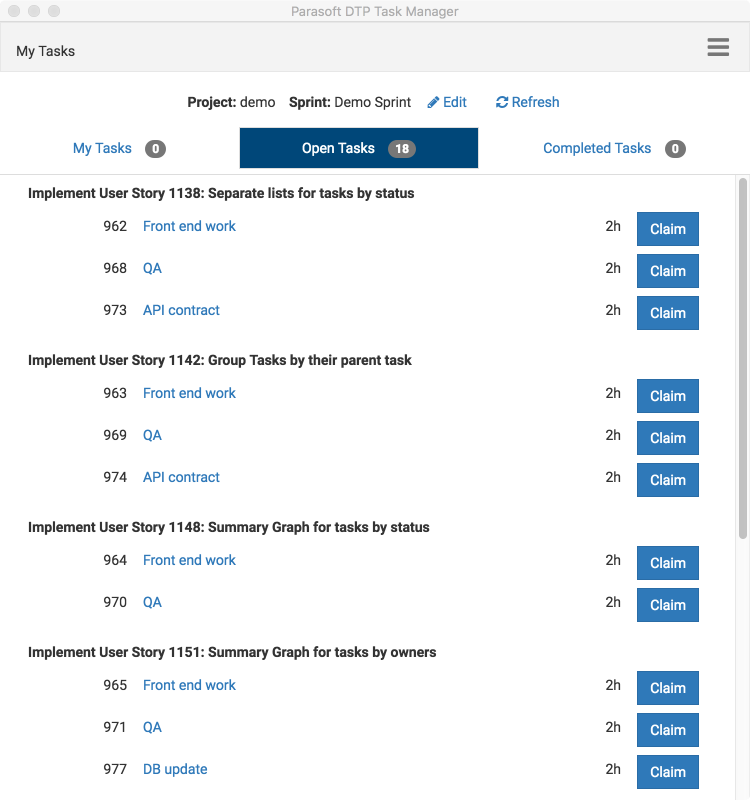 Parasoft DTP Task Manager
My Tasks
Project: demo Sprint: Demo Sprint Edit Refresh
My Tasks 0 Open Tasks 18 Completed Tasks 0
Implement User Story 1138: Separate lists for tasks by status
962 Front end work 2h Claim
968 QA 2h Claim
973 API contract 2h Claim
Implement User Story 1142: Group Tasks by their parent task
963 Front end work 2h Claim
969 QA 2h Claim
974 API contract 2h Claim
Implement User Story 1148: Summary Graph for tasks by status
964 Front end work 2h Claim
970 QA 2h Claim
Implement User Story 1151: Summary Graph for tasks by owners
965 Front end work 2h Claim
971 QA 2h Claim
977 DB update 2h Claim